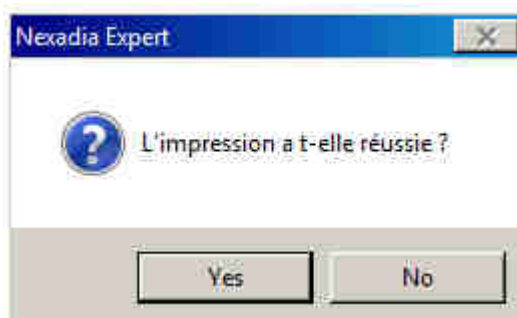 Nexadia Expert
L'impression a t-elle réussie ?
Yes
No